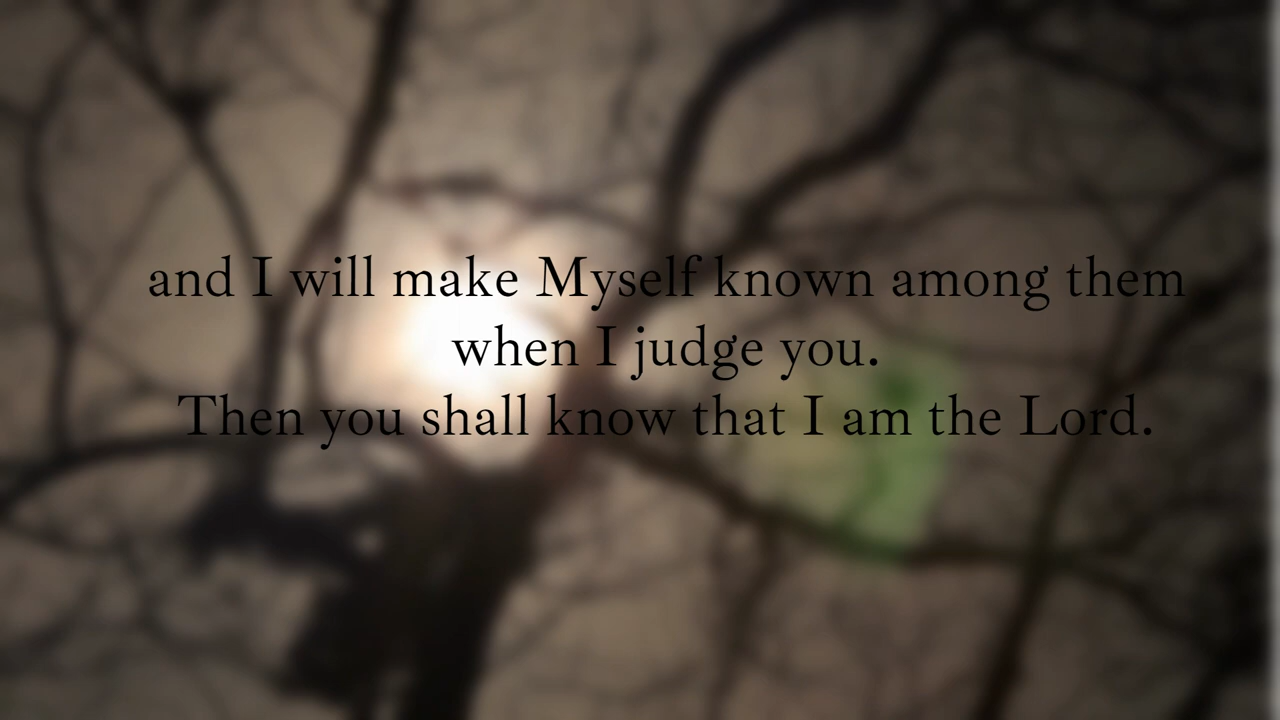 and I will make Myself known among them
when I judge you.
Then you shall know that I am the Lord.